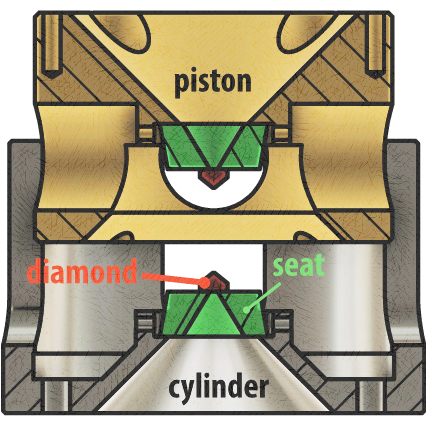 piston
diamond
seat
cylinder